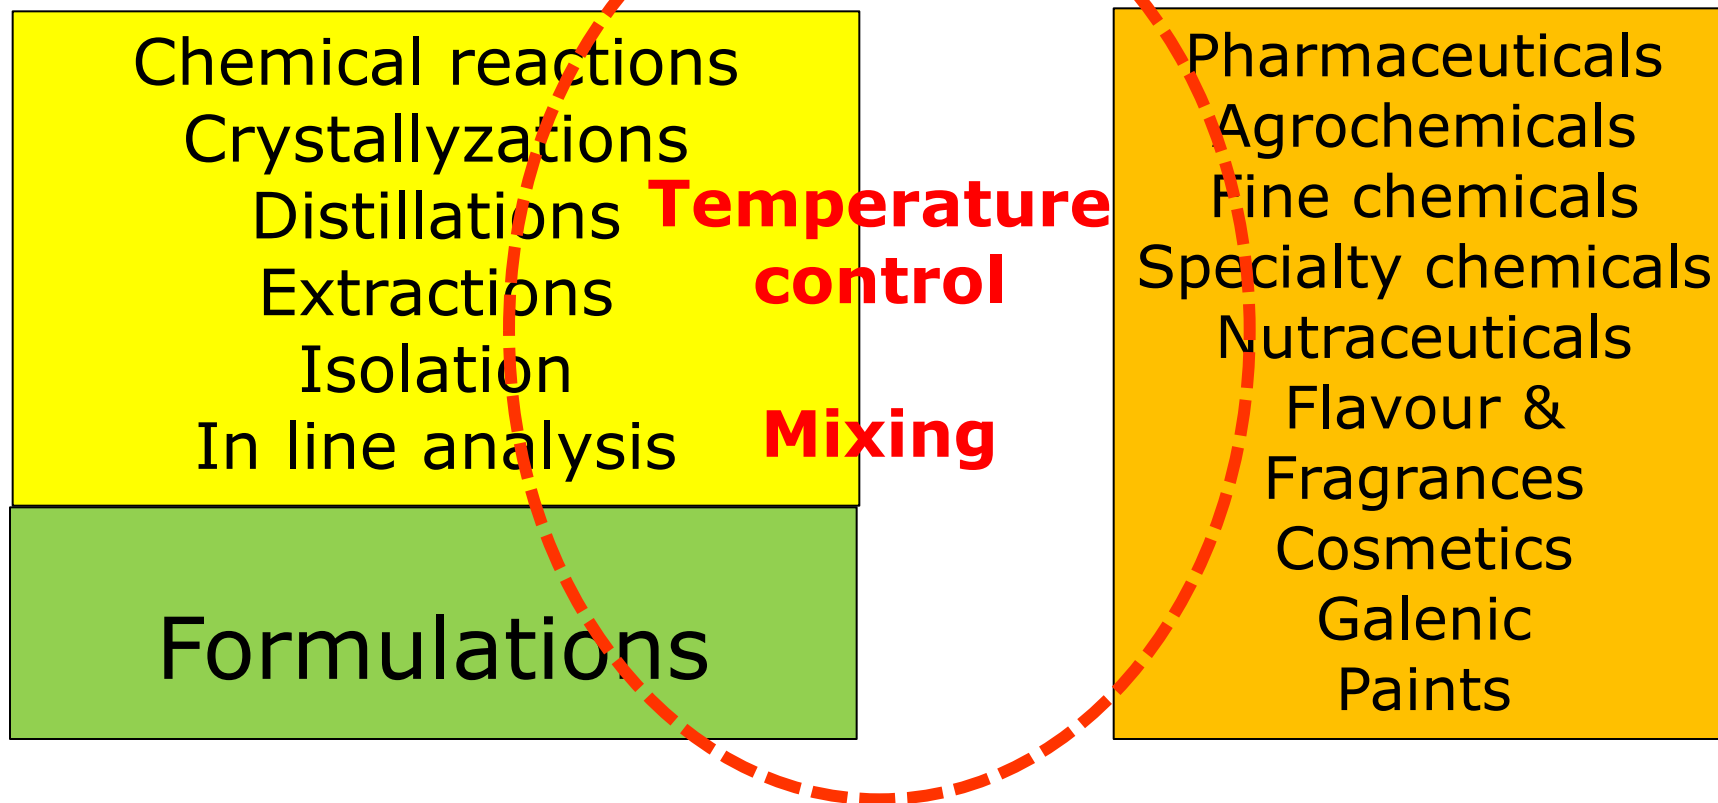 Chemical reactions
Crystallyzations
Distillations
Extractions
Isolation
In line analysis
Formulations
Temperature
control
Mixing
Pharmaceuticals
Agrochemicals
Fine chemicals
Specialty chemicals
Nutraceuticals
Flavour &
Fragrances
Cosmetics
Galenic
Paints